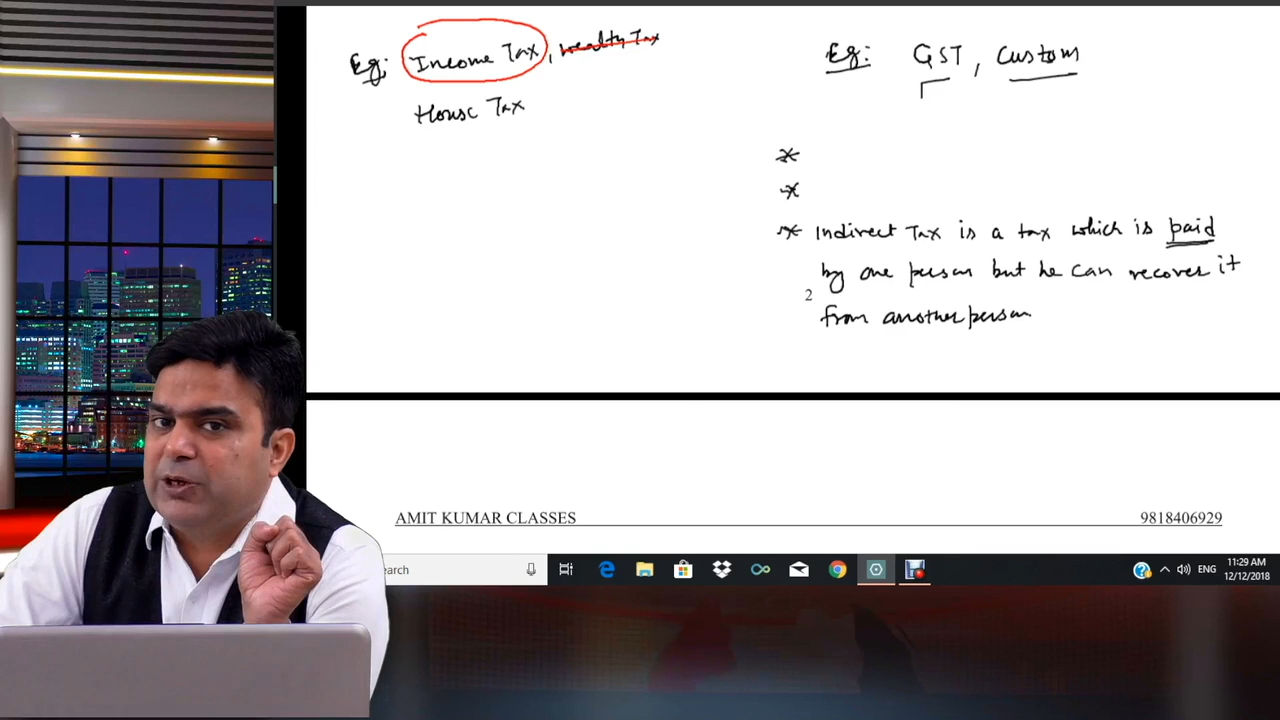 Eg: Income Tax, Wealth Tax
House Tax
Eg: GST, Custom
*
*
* Indirect Tax is a tax which is paid
by one person but he can recover it
2
from another person
AMIT KUMAR CLASSES 9818406929
earch
ENG
11:29 AM
12/12/2018